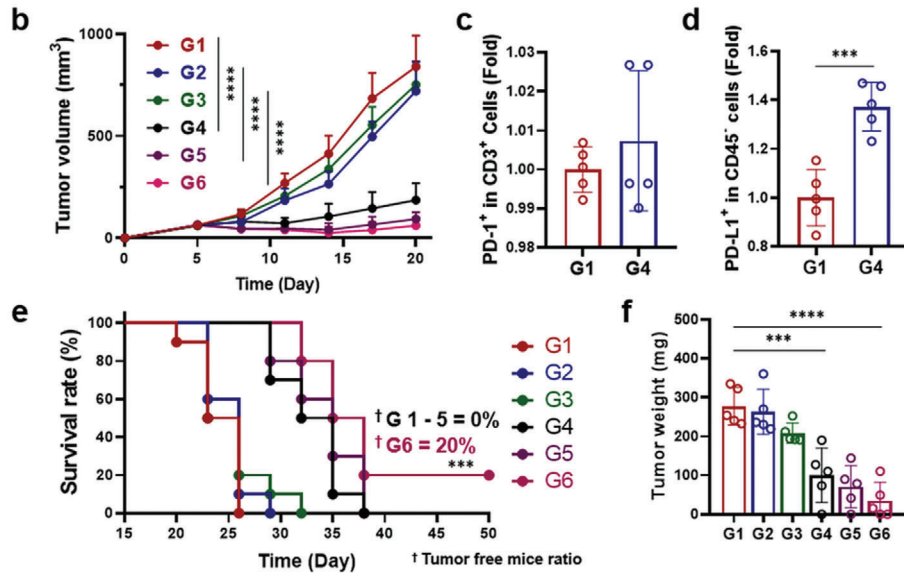 b
Tumor volume (mm³)
1000
500
0
G1
G2
G3
G4
G5
G6
****
****
****
0 5 10 15 20
Time (Day)
c
PD-1⁺ in CD3⁺ Cells (Fold)
1.03
1.02
1.00
0.99
0.98
G1 G4
d
PD-L1⁺ in CD45⁻ cells (Fold)
1.6
1.4
1.2
1.0
0.8
***
G1 G4
e
Survival rate (%)
100
80
60
40
20
0
G1
G2
G3
G4
G5
G6
† G 1 - 5 = 0%
† G6 = 20%
***
15 20 25 30 35 40 45 50
Time (Day)
† Tumor free mice ratio
f
Tumor weight (mg)
500
400
300
200
100
0
****
***
G1 G2 G3 G4 G5 G6